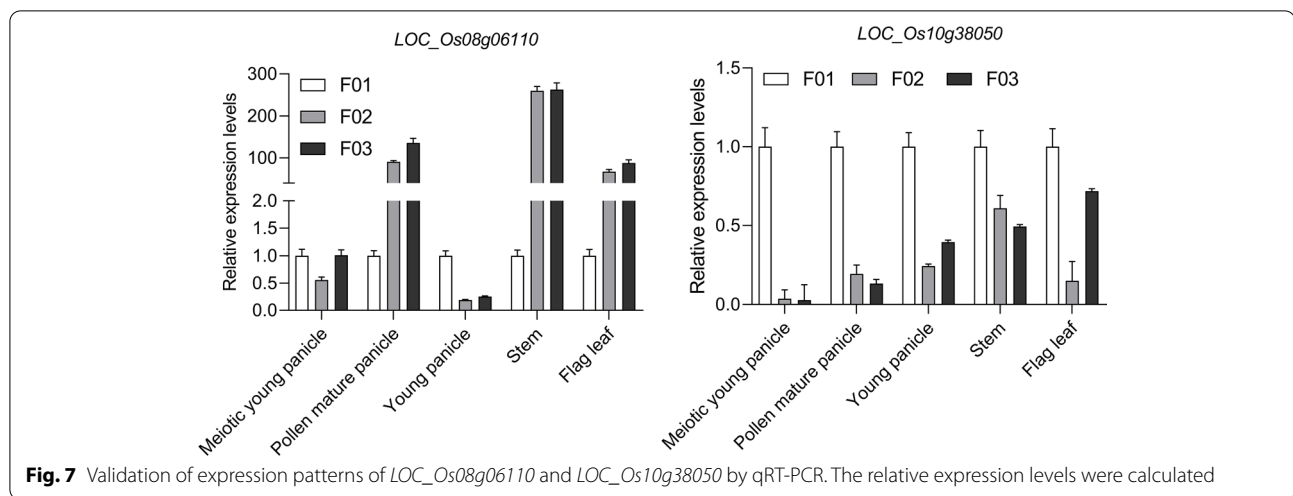 LOC_Os08g06110
Relative expression levels
300
200
100
2.0
1.5
1.0
0.5
0.0
F01
F02
F03
Meiotic young panicle
Pollen mature panicle
Young panicle
Stem
Flag leaf
LOC_Os10g38050
Relative expression levels
1.5
1.0
0.5
0.0
F01 F02 F03
Meiotic young panicle
Pollen mature panicle
Young panicle
Stem
Flag leaf
Fig. 7 Validation of expression patterns of LOC_Os08g06110 and LOC_Os10g38050 by qRT-PCR. The relative expression levels were calculated